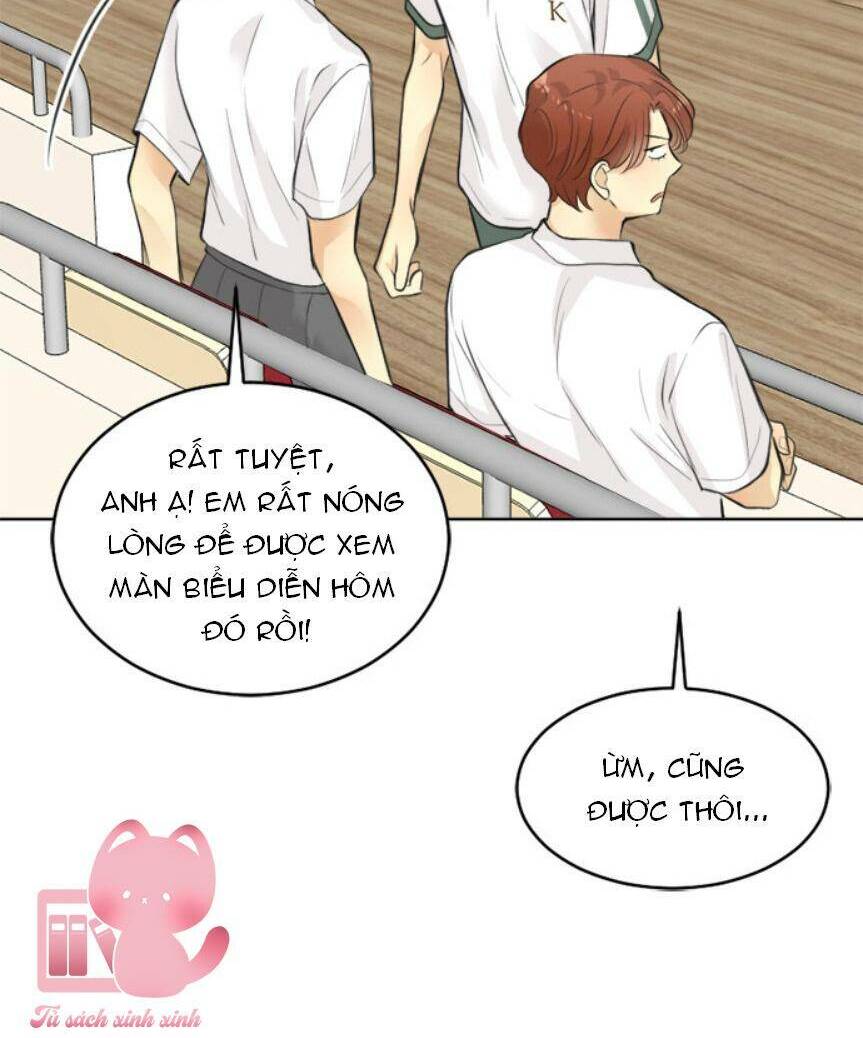 K
RẤT TUYỆT,
ANH Ạ! EM RẤT NÓNG
LÒNG ĐỂ ĐƯỢC XEM
MÀN BIỂU DIỄN HÔM
ĐÓ RỒI!
ỪM, CŨNG
ĐƯỢC THÔI...
Tủ sách xinh xinh